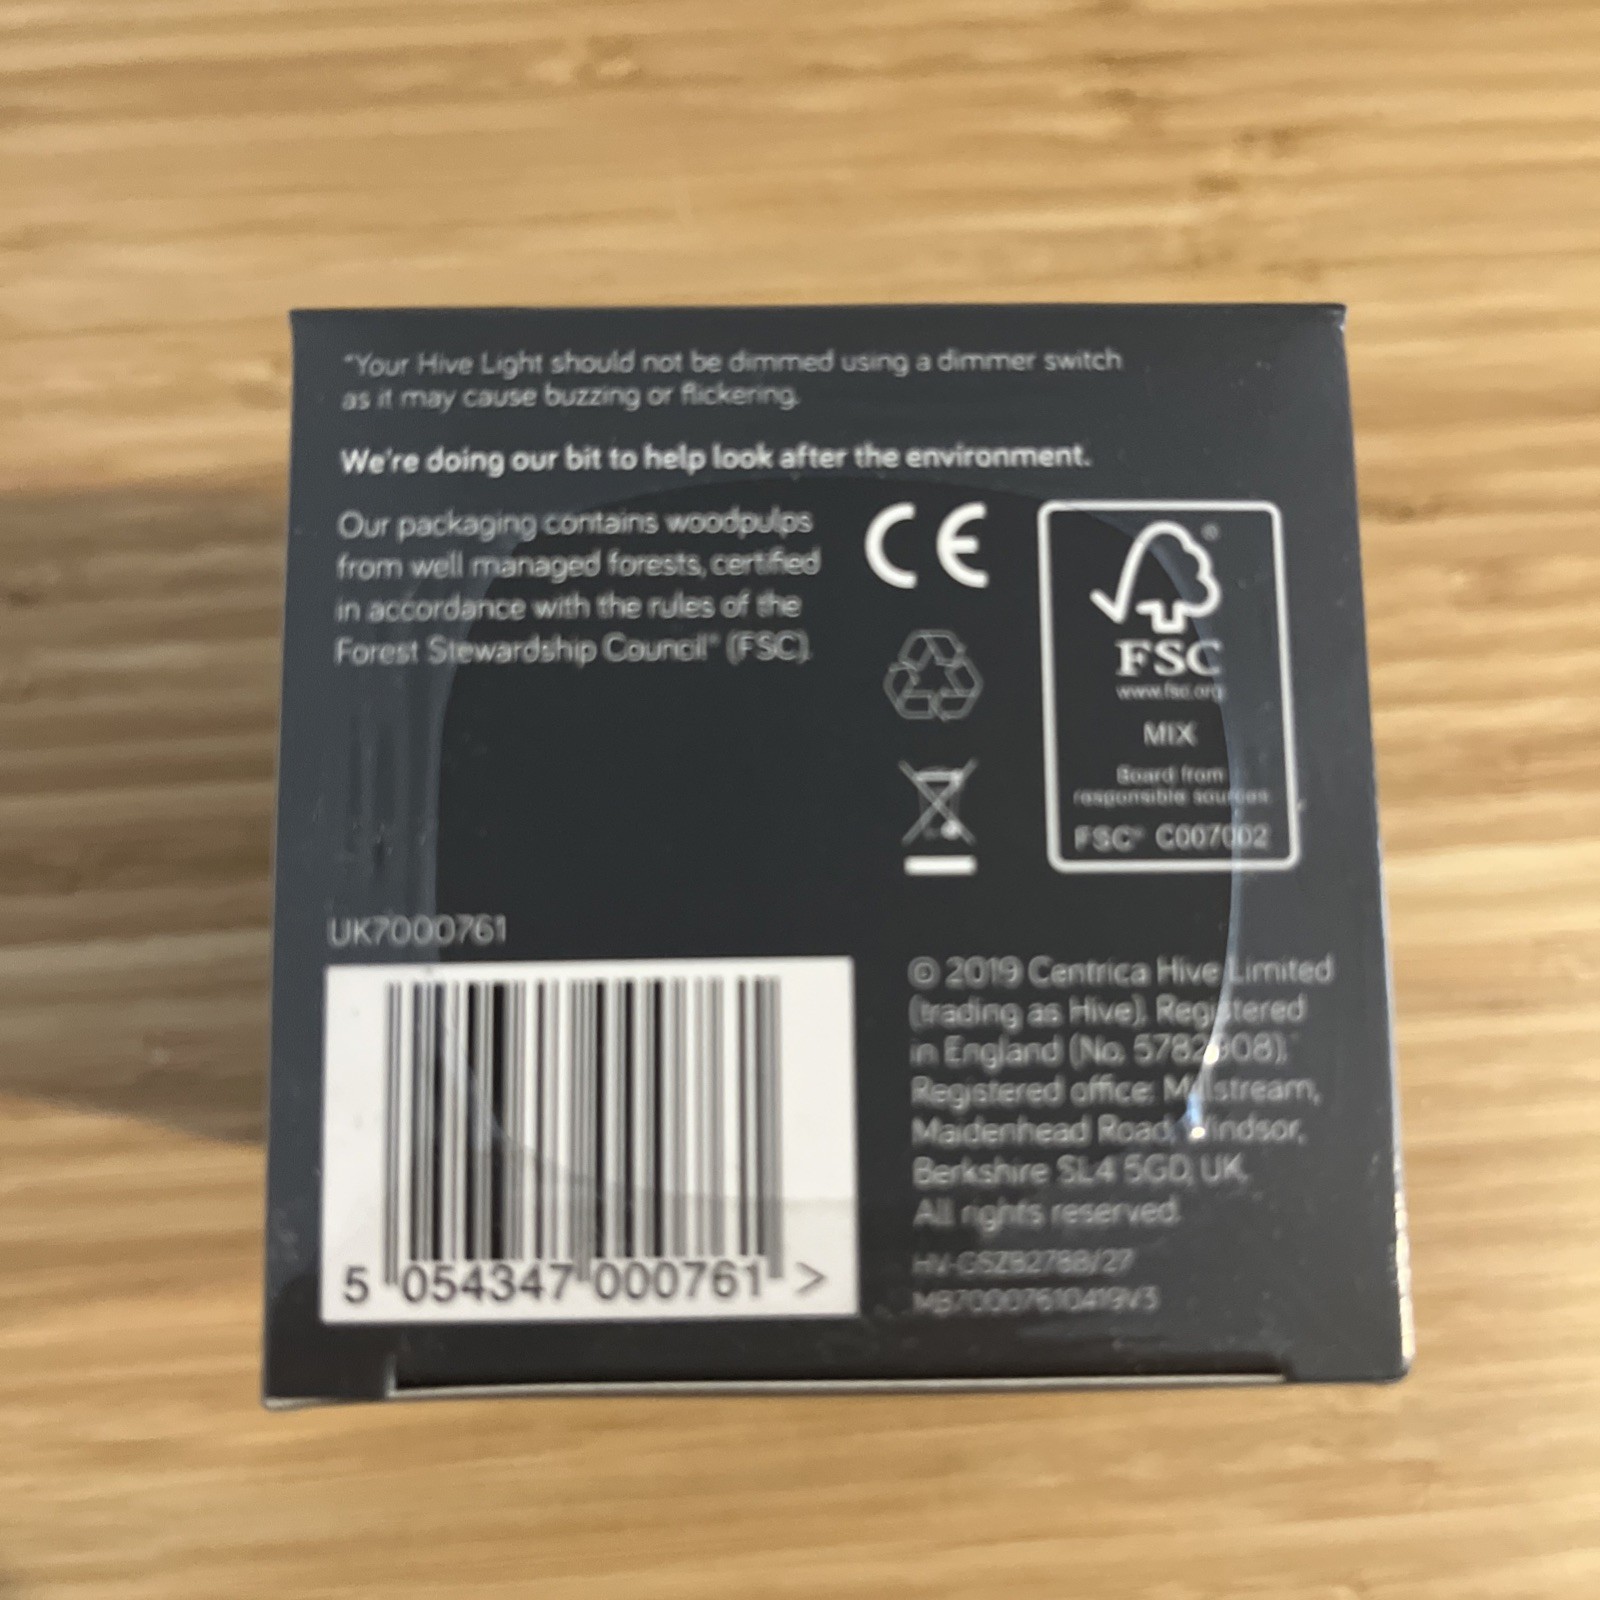 *Your Hive Light should not be dimmed using a dimmer switch
as it may cause buzzing or flickering.
We're doing our bit to help look after the environment.
Our packaging contains woodpulps
from well managed forests, certified
in accordance with the rules of the
Forest Stewardship Council® (FSC).
CE
®
FSC
www.fsc.org
MIX
Board from
responsible sources
FSC® C007002
UK7000761
5 054347 000761 >
© 2019 Centrica Hive Limited
(trading as Hive). Registered
in England (No.
Registered office: Millstream,
Maidenhead Road, Windsor,
Berkshire SL4 5GD, UK.
All rights reserved.
MB70007610419V3